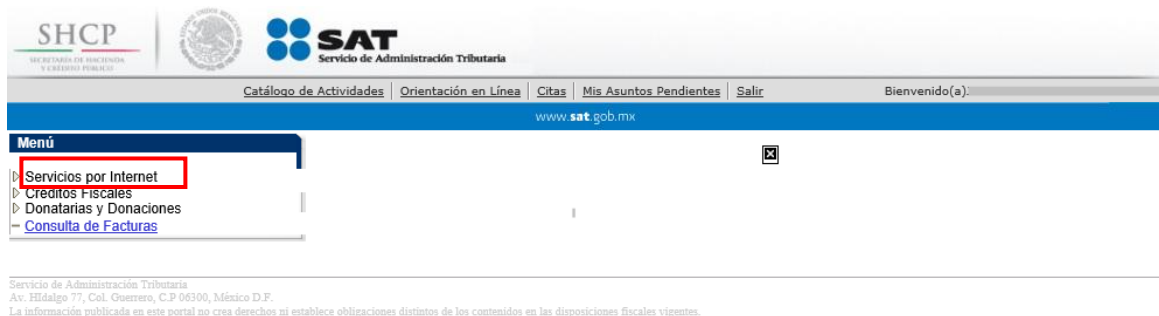 SHCP
SECRETARÍA DE HACIENDA
Y CRÉDITO PÚBLICO
SAT
Servicio de Administración Tributaria
Catálogo de Actividades | Orientación en Línea | Citas | Mis Asuntos Pendientes | Salir Bienvenido(a).
www.sat.gob.mx
Menú
Servicios por Internet
Créditos Fiscales
Donatarias y Donaciones
Consulta de Facturas
Servicio de Administración Tributaria
Av. HIdalgo 77, Col. Guerrero, C.P 06300, México D.F.
La información publicada en este portal no crea derechos ni establece obligaciones distintos de los contenidos en las disposiciones fiscales vigentes.